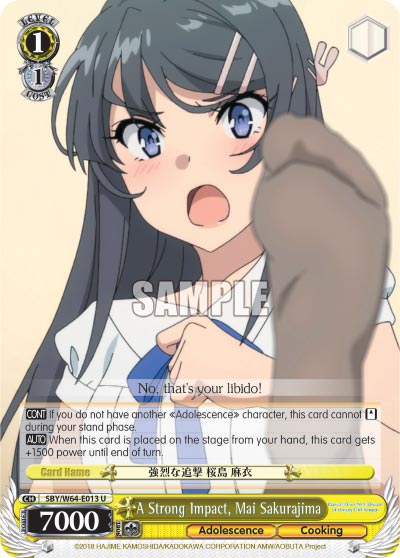 LEVEL
1
1
COST
SAMPLE
No, that's your libido!
CONT If you do not have another «Adolescence» character, this card cannot
during your stand phase.
AUTO When this card is placed on the stage from your hand, this card gets
+1500 power until end of turn.
Card Name 強烈な追撃 桜島 麻衣
CH SBY/W64-E013 U
A Strong Impact, Mai Sakurajima
POWER 7000
Adolescence Cooking
©2018 HAJIME KAMOSHIDA/KADOKAWA CORPORATION AMW/AOBUTA Project